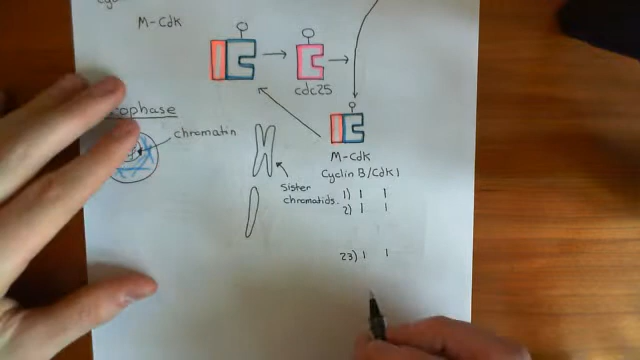 M-Cdk
cdc25
ophase
chromatin
M-Cdk
Cyclin B/Cdk1
Sister
chromatids.
1) 1 1
2) 1 1
23) 1 1